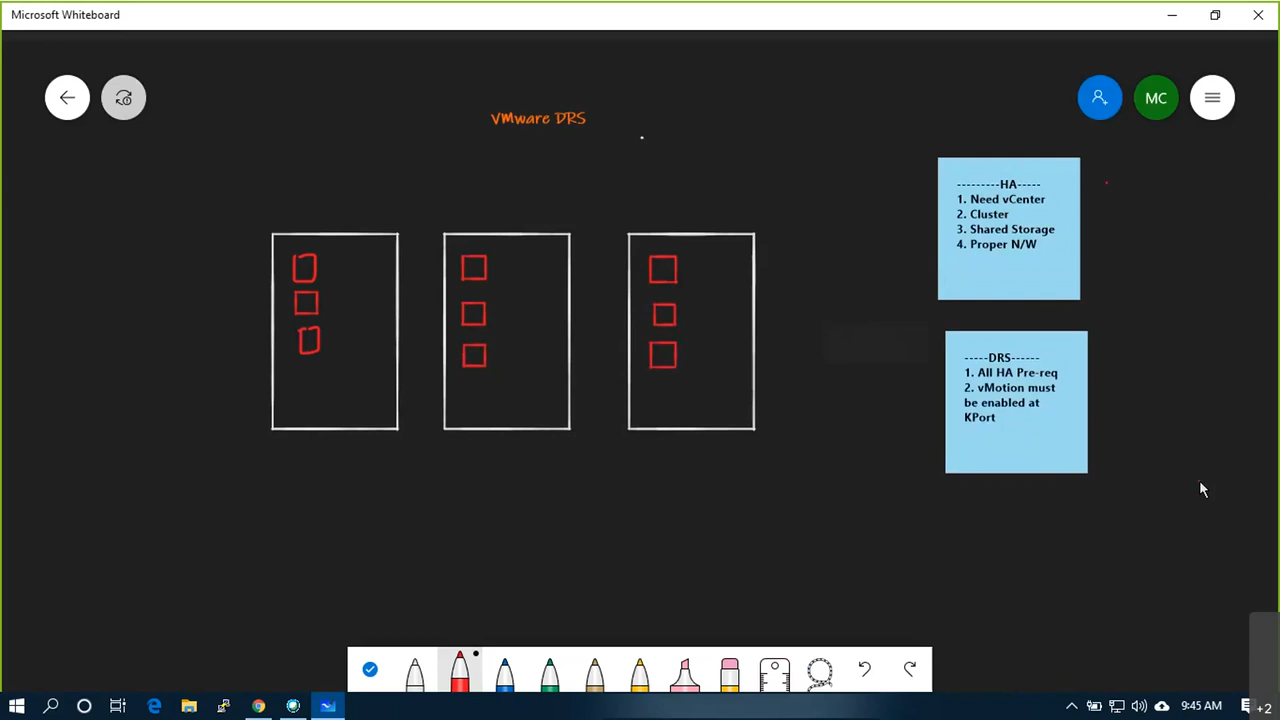 Microsoft Whiteboard
VMware DRS
MC
---------HA-----
1. Need vCenter
2. Cluster
3. Shared Storage
4. Proper N/W
-----DRS------
1. All HA Pre-req
2. vMotion must
be enabled at
KPort
9:45 AM
+2